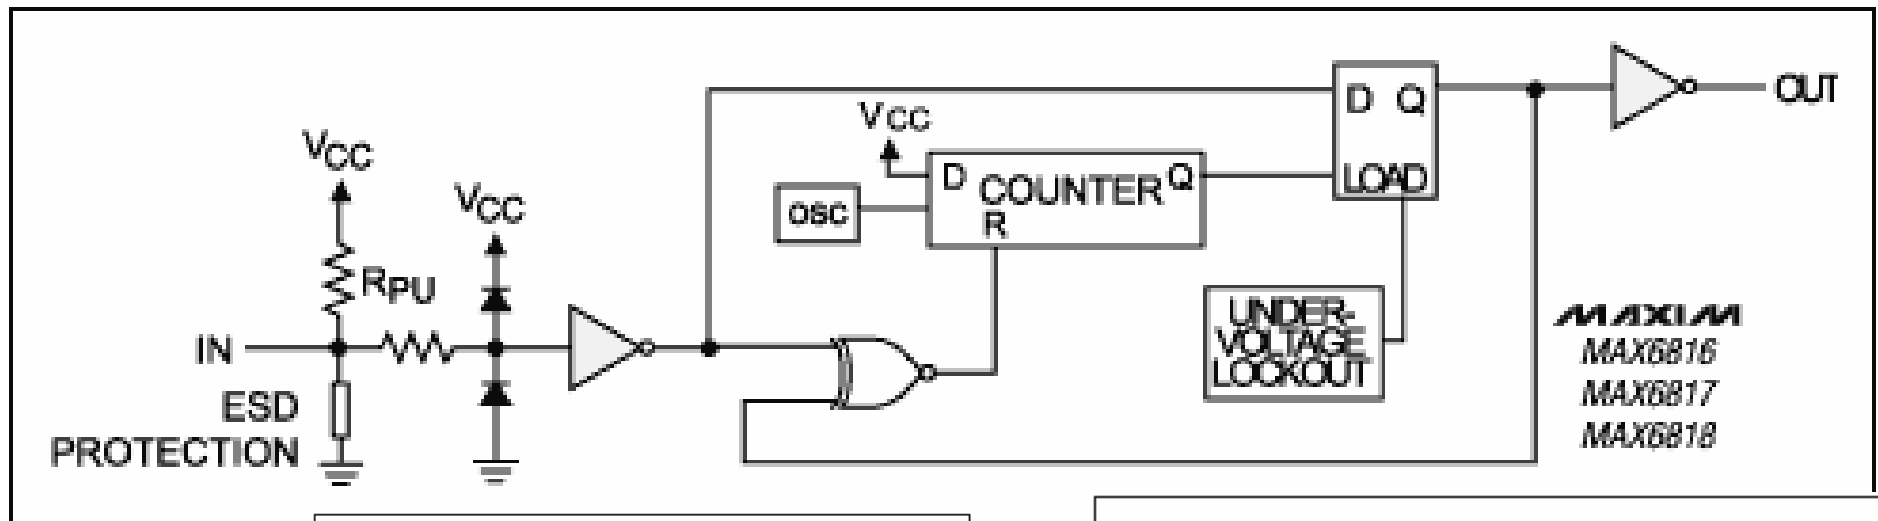 VCC
RPU
IN
ESD
PROTECTION
VCC
OSC
VCC
D
COUNTER
Q
R
D
Q
LOAD
UNDER-
VOLTAGE
LOCKOUT
OUT
MAXIM
MAX6816
MAX6817
MAX6818